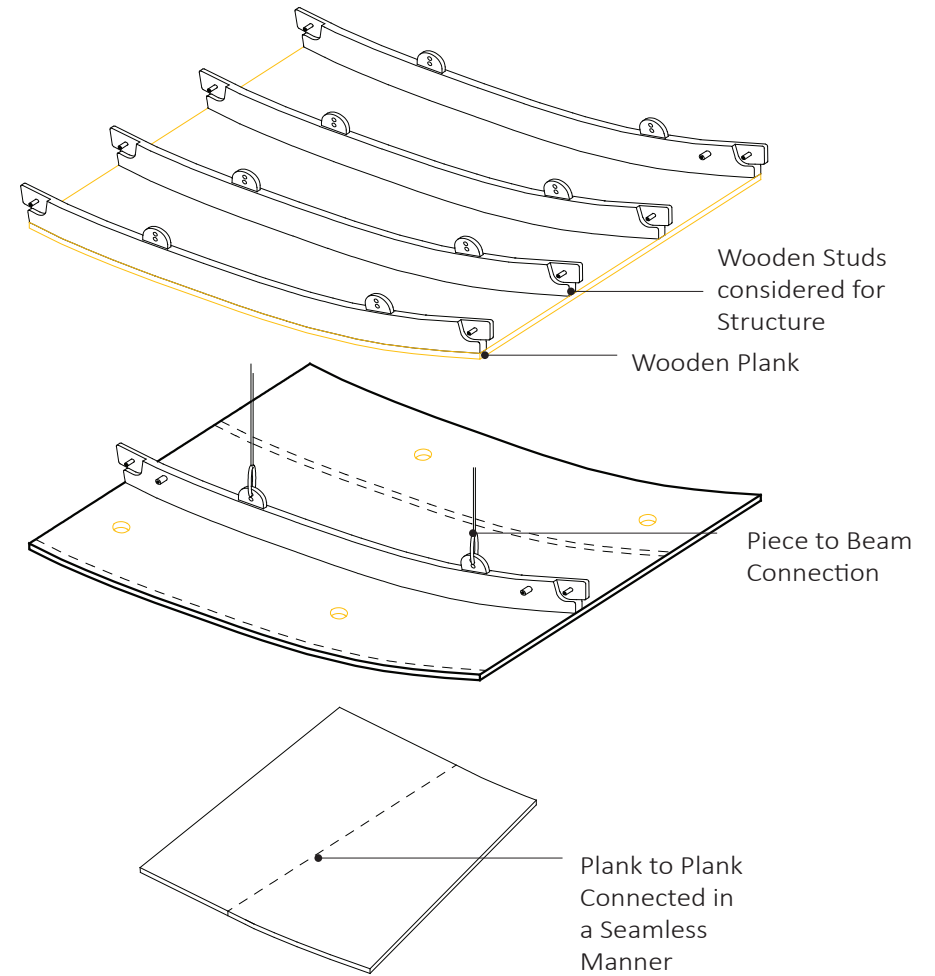 Wooden Studs
considered for
Structure
Wooden Plank
Piece to Beam
Connection
Plank to Plank
Connected in
a Seamless
Manner